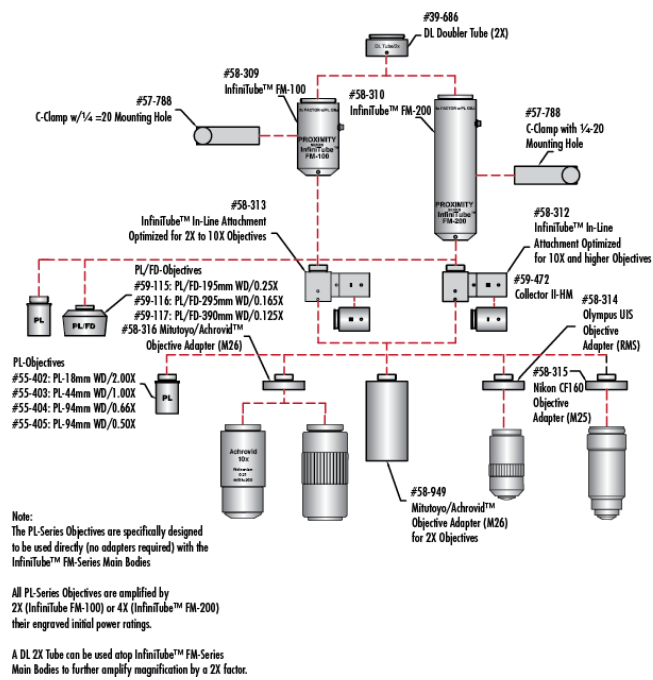 #39-686
DL Doubler Tube (2X)
DL Tube2x
#58-309
InfiniTube™ FM-100
#58-310
InfiniTube™ FM-200
#57-788
C-Clamp w/¼ =20 Mounting Hole
PROXIMITY
InfiniTube™
FM-100
#57-788
C-Clamp with ¼-20
Mounting Hole
PROXIMITY
InfiniTube™
FM-200
#58-313
InfiniTube™ In-Line Attachment
Optimized for 2X to 10X Objectives
#58-312
InfiniTube™ In-Line
Attachment Optimized
for 10X and higher Objectives
PL
PL/FD
PL/FD-Objectives
#59-115: PL/FD-195mm WD/0.25X
#59-116: PL/FD-295mm WD/0.165X
#59-117: PL/FD-390mm WD/0.125X
#59-472
Collector II-HM
#58-316 Mitutoyo/Achrovid™
Objective Adapter (M26)
#58-314
Olympus UIS
Objective
Adapter (RMS)
PL-Objectives
#55-402: PL-18mm WD/2.00X
#55-403: PL-44mm WD/1.00X
#55-404: PL-94mm WD/0.66X
#55-405: PL-94mm WD/0.50X
PL
#58-315
Nikon CF160
Objective
Adapter (M25)
Achrovid
10x
#58-949
Mitutoyo/Achrovid™
Objective Adapter (M26)
for 2X Objectives
Note:
The PL-Series Objectives are specifically designed
to be used directly (no adapters required) with the
InfiniTube™ FM-Series Main Bodies
All PL-Series Objectives are amplified by
2X (InfiniTube FM-100) or 4X (InfiniTube™ FM-200)
their engraved initial power ratings.
A DL 2X Tube can be used atop InfiniTube™ FM-Series
Main Bodies to further amplify magnification by a 2X factor.